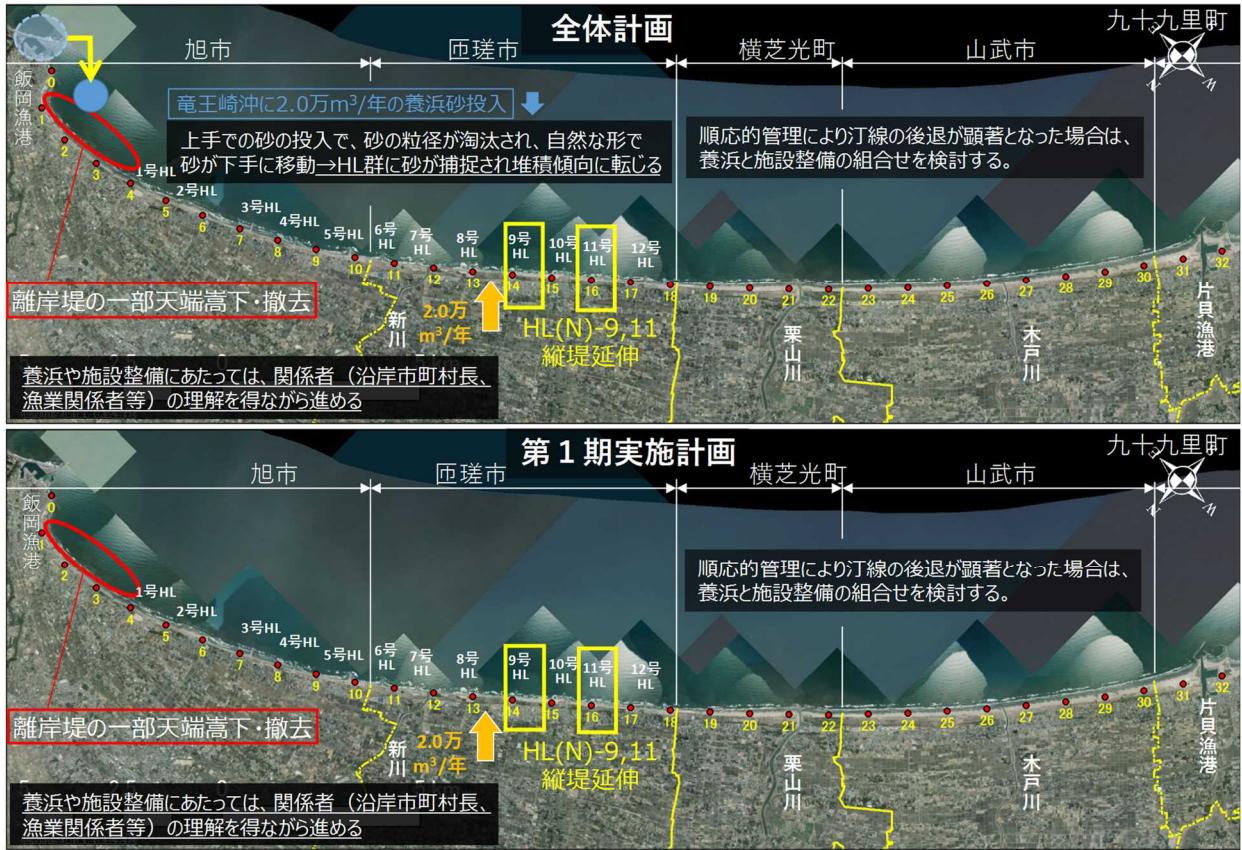 全体計画
九十九里町
旭市
匝瑳市
横芝光町
山武市
飯岡漁港
竜王崎沖に2.0万m³/年の養浜砂投入
上手での砂の投入で、砂の粒径が淘汰され、自然な形で
砂が下手に移動→HL群に砂が捕捉され堆積傾向に転じる
順応的管理により汀線の後退が顕著となった場合は、
養浜と施設整備の組合せを検討する。
1号HL
2号HL
3号HL
4号HL
5号HL
6号HL
7号HL
8号HL
9号HL
10号HL
11号HL
12号HL
0 1 2 3 4 5 6 7 8 9 10 11 12 13 14 15 16 17 18 19 20 21 22 23 24 25 26 27 28 29 30 31 32
離岸堤の一部天端嵩下・撤去
新川
2.0万
m³/年
HL(N)-9,11
縦堤延伸
栗山川
木戸川
片貝漁港
養浜や施設整備にあたっては、関係者（沿岸市町村長、
漁業関係者等）の理解を得ながら進める
第１期実施計画
九十九里町
旭市
匝瑳市
横芝光町
山武市
飯岡漁港
順応的管理により汀線の後退が顕著となった場合は、
養浜と施設整備の組合せを検討する。
1号HL
2号HL
3号HL
4号HL
5号HL
6号HL
7号HL
8号HL
9号HL
10号HL
11号HL
12号HL
0 1 2 3 4 5 6 7 8 9 10 11 12 13 14 15 16 17 18 19 20 21 22 23 24 25 26 27 28 29 30 31 32
離岸堤の一部天端嵩下・撤去
新川
2.0万
m³/年
HL(N)-9,11
縦堤延伸
栗山川
木戸川
片貝漁港
養浜や施設整備にあたっては、関係者（沿岸市町村長、
漁業関係者等）の理解を得ながら進める